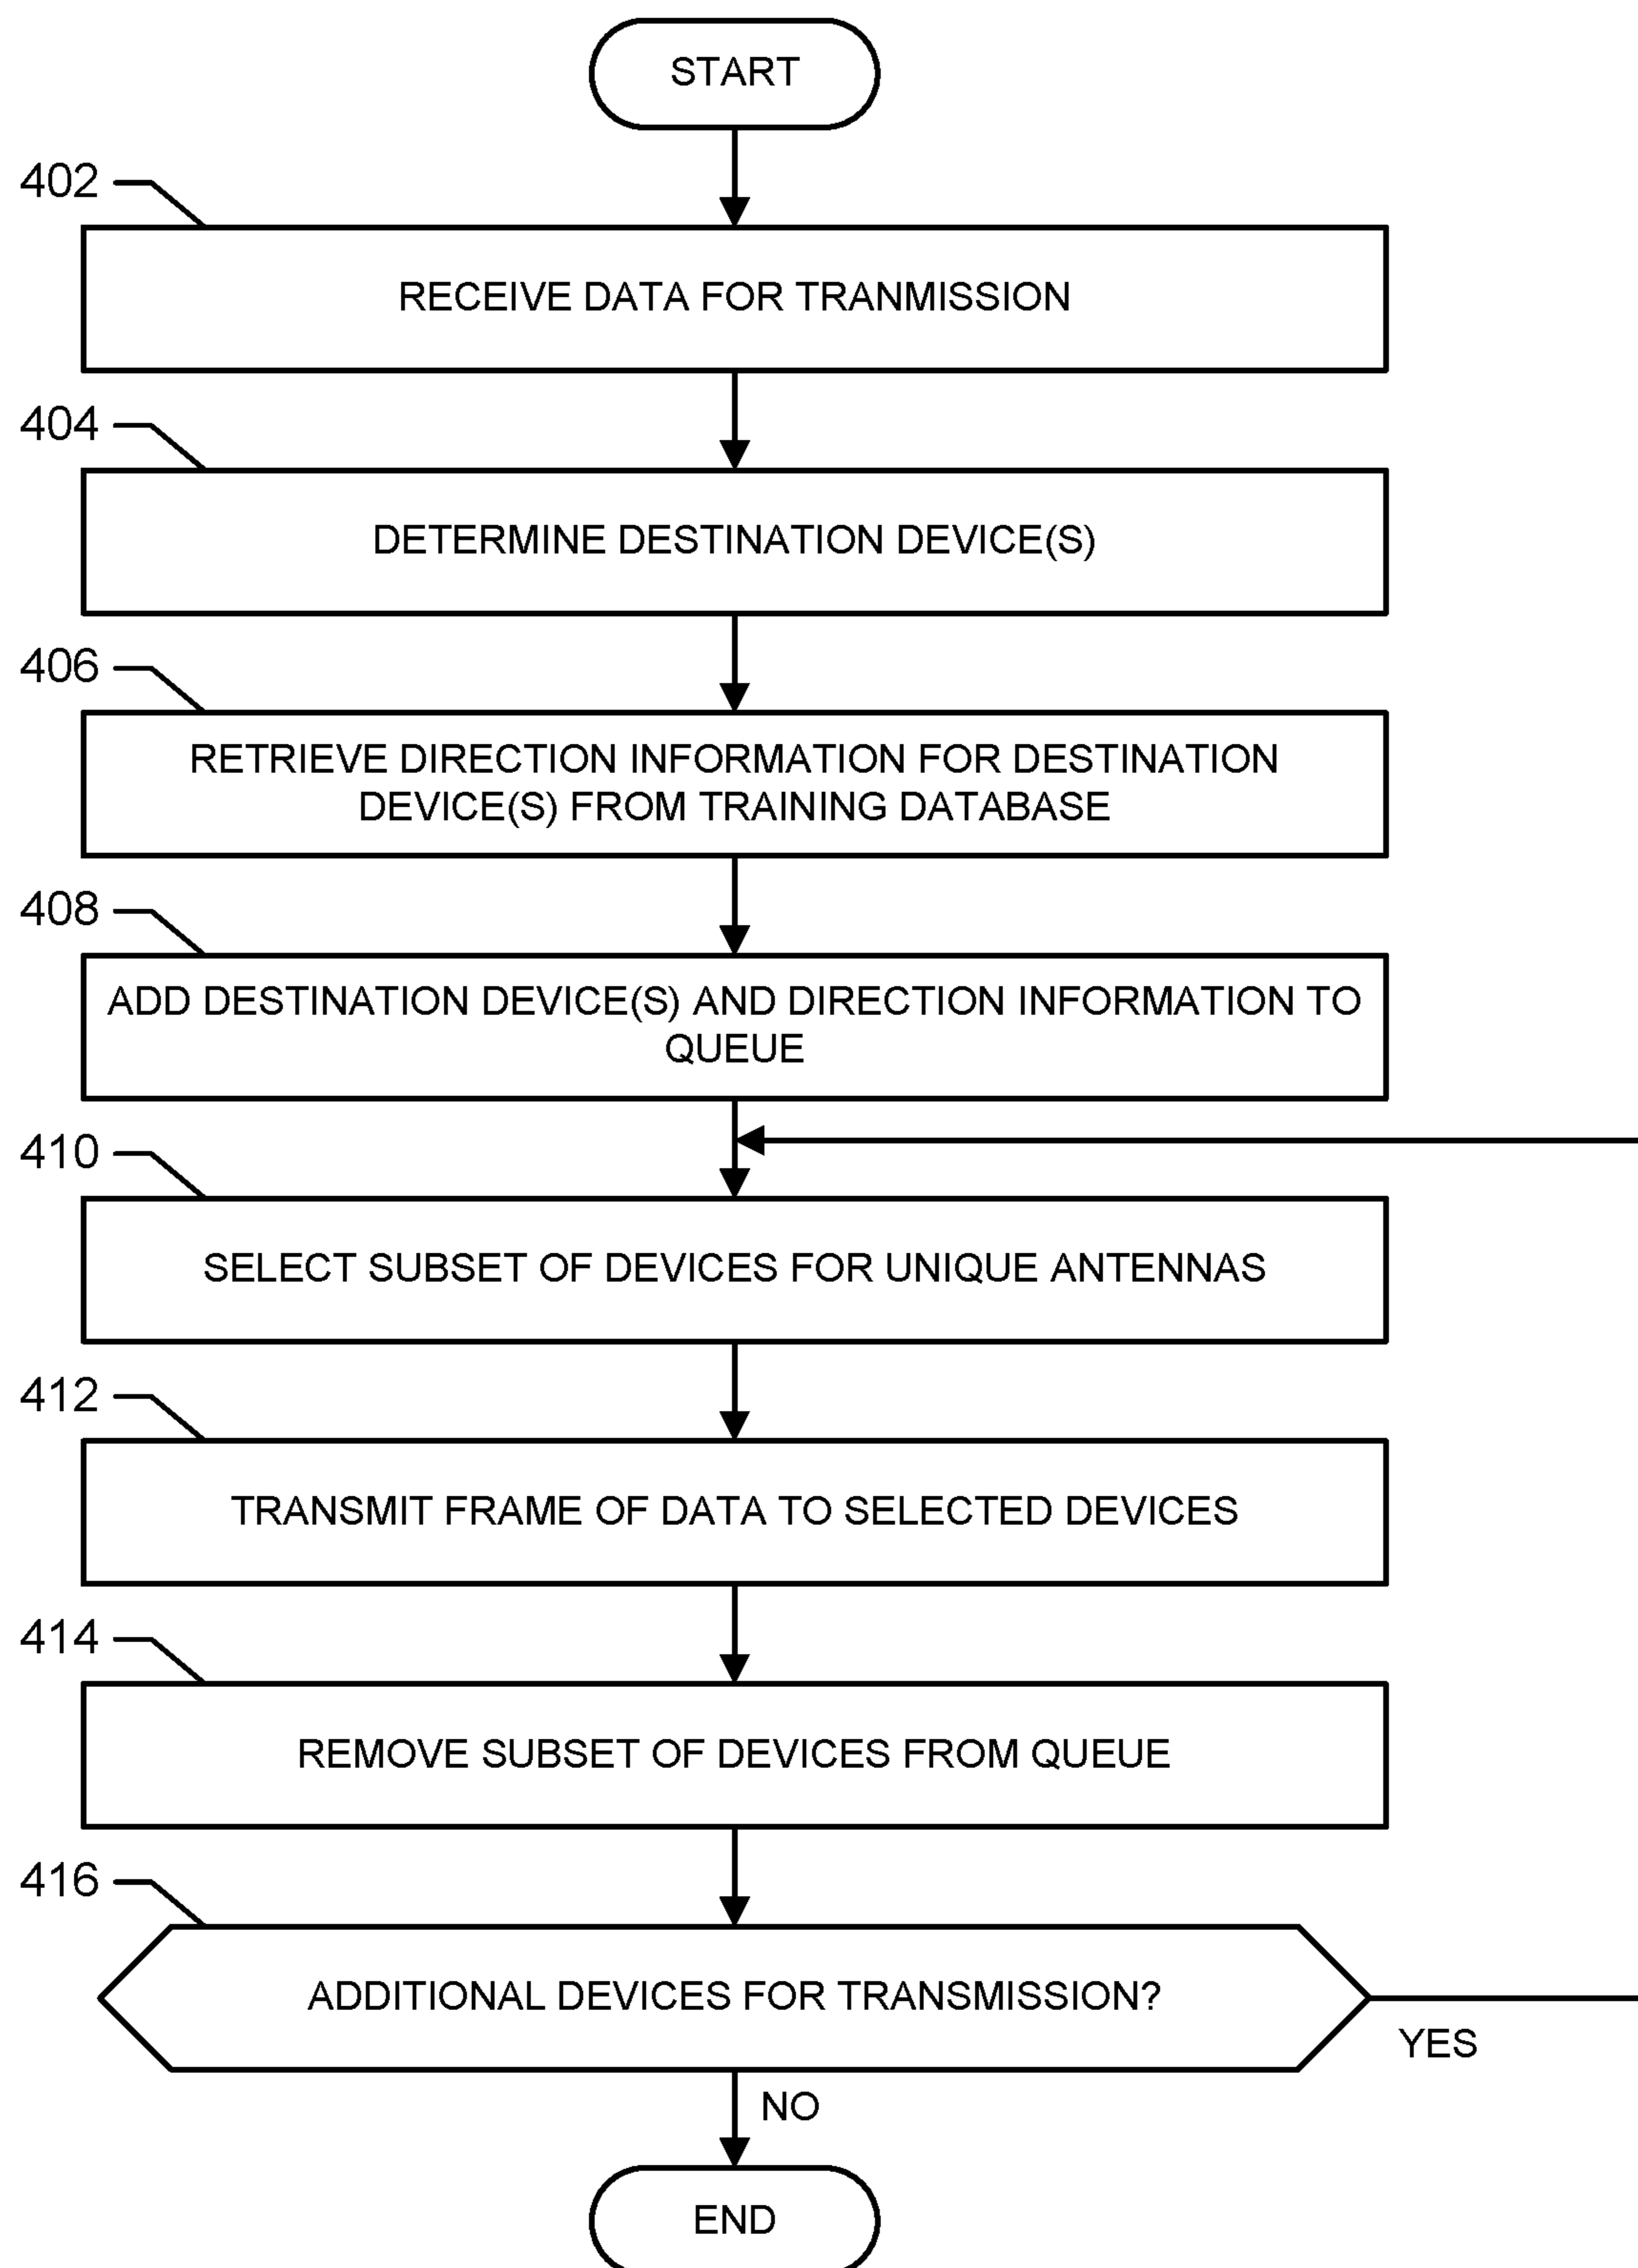 START
402
RECEIVE DATA FOR TRANMISSION
404
DETERMINE DESTINATION DEVICE(S)
406
RETRIEVE DIRECTION INFORMATION FOR DESTINATION
DEVICE(S) FROM TRAINING DATABASE
408
ADD DESTINATION DEVICE(S) AND DIRECTION INFORMATION TO
QUEUE
410
SELECT SUBSET OF DEVICES FOR UNIQUE ANTENNAS
412
TRANSMIT FRAME OF DATA TO SELECTED DEVICES
414
REMOVE SUBSET OF DEVICES FROM QUEUE
416
ADDITIONAL DEVICES FOR TRANSMISSION?
YES
NO
END